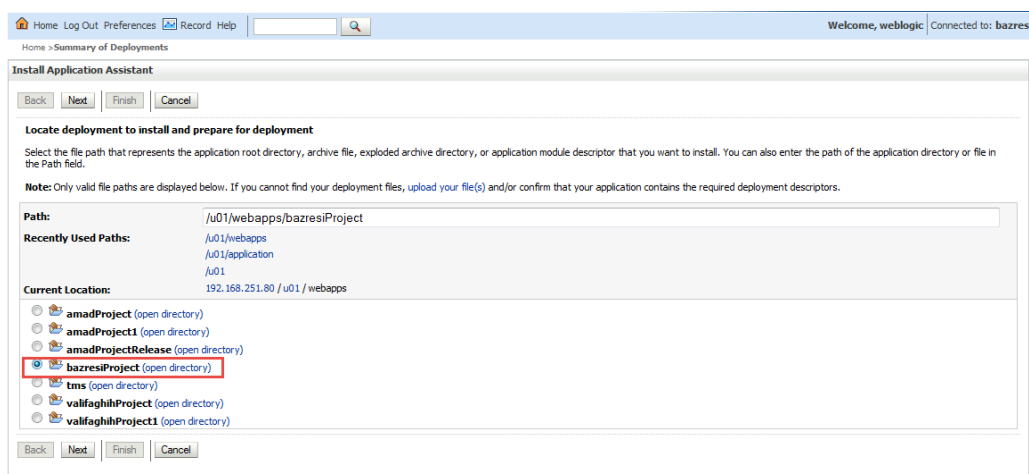 Home Log Out Preferences Record Help
Welcome, weblogic Connected to: bazres
Home >Summary of Deployments
Install Application Assistant
Back Next Finish Cancel
Locate deployment to install and prepare for deployment
Select the file path that represents the application root directory, archive file, exploded archive directory, or application module descriptor that you want to install. You can also enter the path of the application directory or file in
the Path field.
Note: Only valid file paths are displayed below. If you cannot find your deployment files, upload your file(s) and/or confirm that your application contains the required deployment descriptors.
Path: /u01/webapps/bazresiProject
Recently Used Paths: /u01/webapps
/u01/application
/u01
Current Location: 192.168.251.80 / u01 / webapps
amadProject (open directory)
amadProject1 (open directory)
amadProjectRelease (open directory)
bazresiProject (open directory)
tms (open directory)
valifaghihProject (open directory)
valifaghihProject1 (open directory)
Back Next Finish Cancel